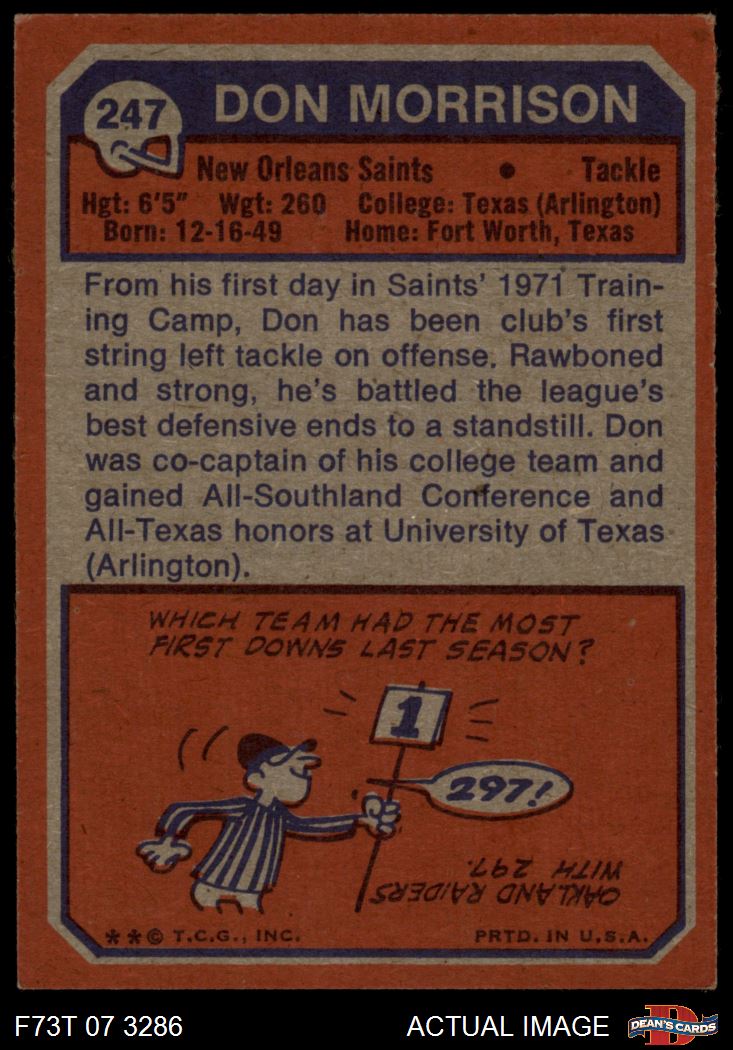 247
DON MORRISON
New Orleans Saints • Tackle
Hgt: 6'5" Wgt: 260 College: Texas (Arlington)
Born: 12-16-49 Home: Fort Worth, Texas
From his first day in Saints' 1971 Train-
ing Camp, Don has been club's first
string left tackle on offense. Rawboned
and strong, he's battled the league's
best defensive ends to a standstill. Don
was co-captain of his college team and
gained All-Southland Conference and
All-Texas honors at University of Texas
(Arlington).
WHICH TEAM HAD THE MOST
FIRST DOWNS LAST SEASON?
1
297!
OAKLAND RAIDERS
WITH 297.
**© T.C.G., INC. PRTD. IN U.S.A.
F73T 07 3286 ACTUAL IMAGE
D
DEAN'S CARDS